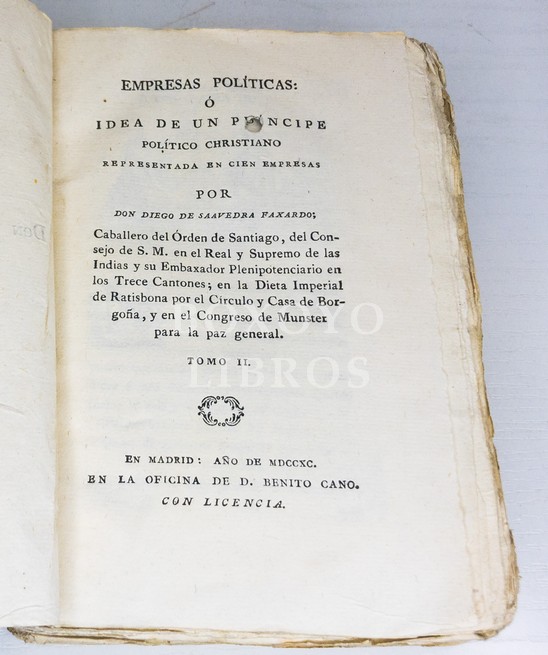 EMPRESAS POLÍTICAS:
Ó
IDEA DE UN PRÍNCIPE
POLÍTICO CHRISTIANO
REPRESENTADA EN CIEN EMPRESAS
POR
DON DIEGO DE SAAVEDRA FAXARDO;
Caballero del Órden de Santiago, del Con-
sejo de S. M. en el Real y Supremo de las
Indias y su Embaxador Plenipotenciario en
los Trece Cantones; en la Dieta Imperial
de Ratisbona por el Círculo y Casa de Bor-
goña, y en el Congreso de Munster
para la paz general.
TOMO II.
LIBROS
EN MADRID: AÑO DE MDCCXC.
EN LA OFICINA DE D. BENITO CANO.
CON LICENCIA.